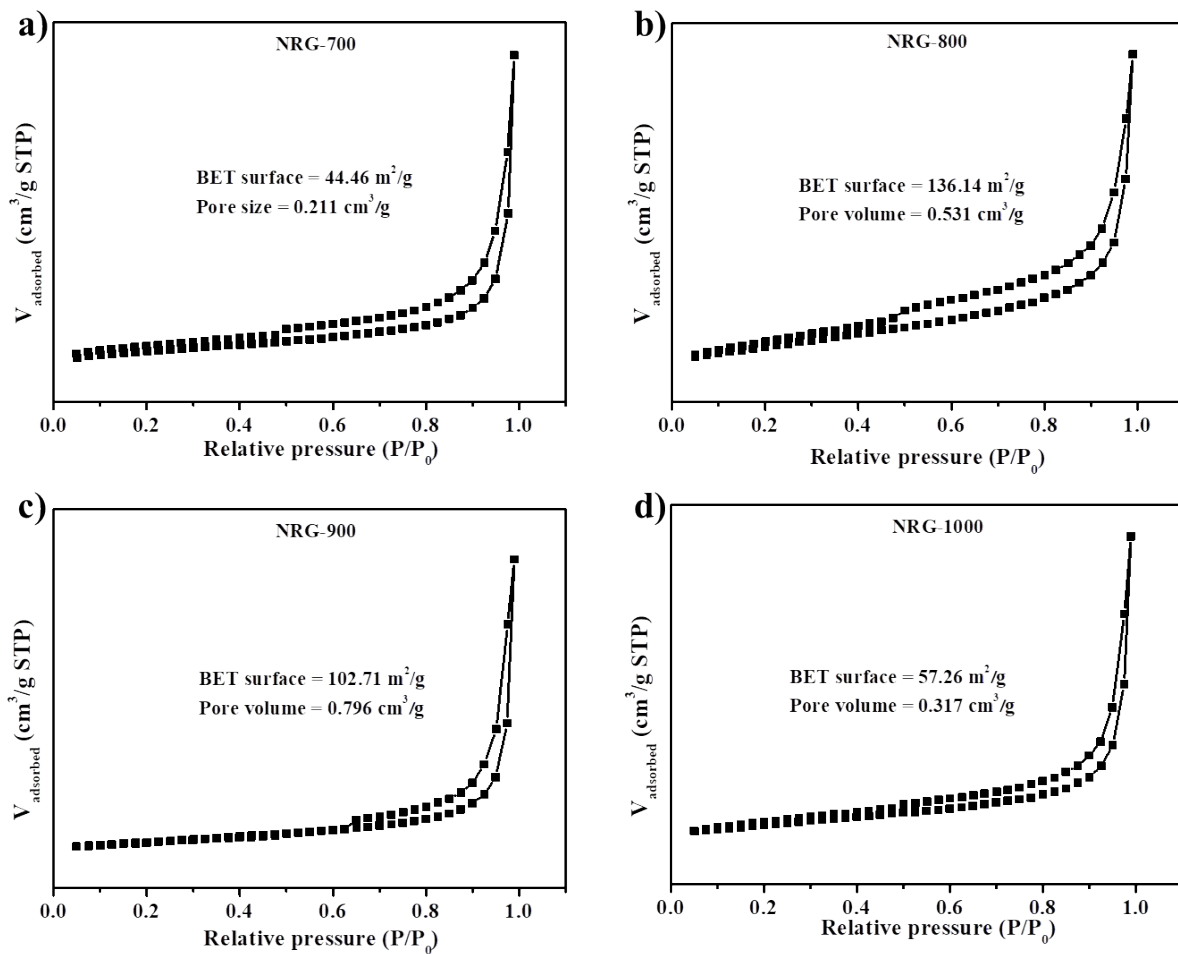 a)
NRG-700
V adsorbed (cm³/g STP)
BET surface = 44.46 m²/g
Pore size = 0.211 cm³/g
0.0 0.2 0.4 0.6 0.8 1.0
Relative pressure (P/P₀)
b)
NRG-800
V adsorbed (cm³/g STP)
BET surface = 136.14 m²/g
Pore volume = 0.531 cm³/g
0.0 0.2 0.4 0.6 0.8 1.0
Relative pressure (P/P₀)
c)
NRG-900
V adsorbed (cm³/g STP)
BET surface = 102.71 m²/g
Pore volume = 0.796 cm³/g
0.0 0.2 0.4 0.6 0.8 1.0
Relative pressure (P/P₀)
d)
NRG-1000
V adsorbed (cm³/g STP)
BET surface = 57.26 m²/g
Pore volume = 0.317 cm³/g
0.0 0.2 0.4 0.6 0.8 1.0
Relative pressure (P/P₀)